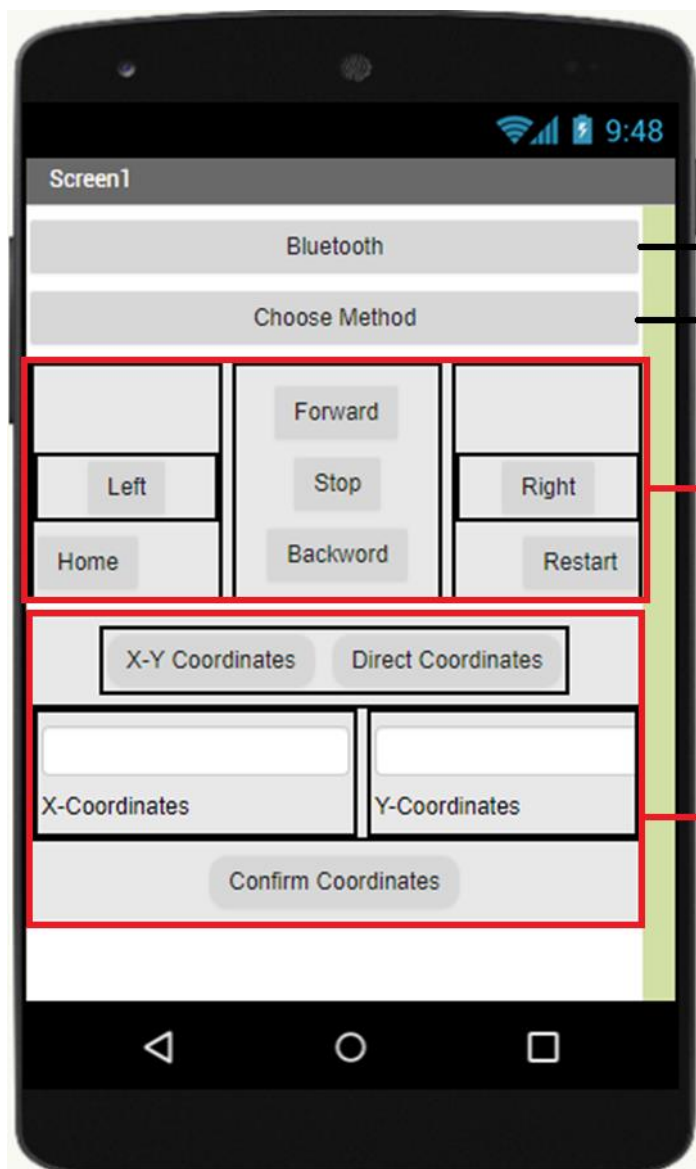 9:48
Screen1
Bluetooth
Choose Method
Forward
Left Stop Right
Home Backword Restart
X-Y Coordinates Direct Coordinates
X-Coordinates Y-Coordinates
Confirm Coordinates